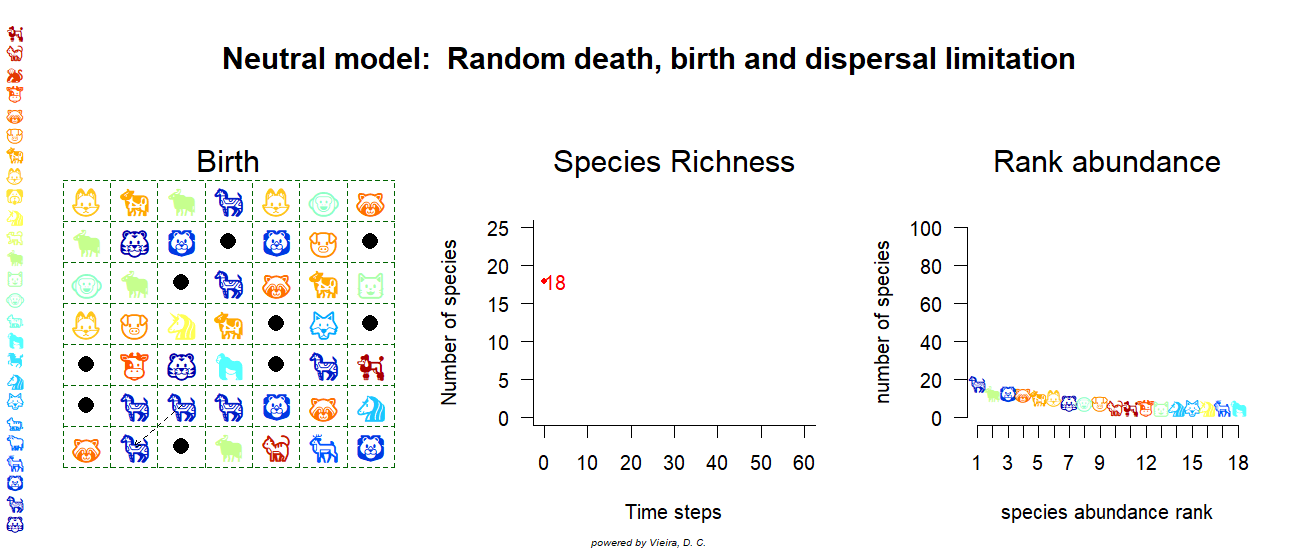 Neutral model:  Random death, birth and dispersal limitation
Birth
Species Richness
Number of species
25
20
15
10
5
0
18
0 10 20 30 40 50 60
Time steps
Rank abundance
number of species
100
80
60
40
20
0
1 3 5 7 9 12 15 18
species abundance rank
powered by Vieira, D. C.